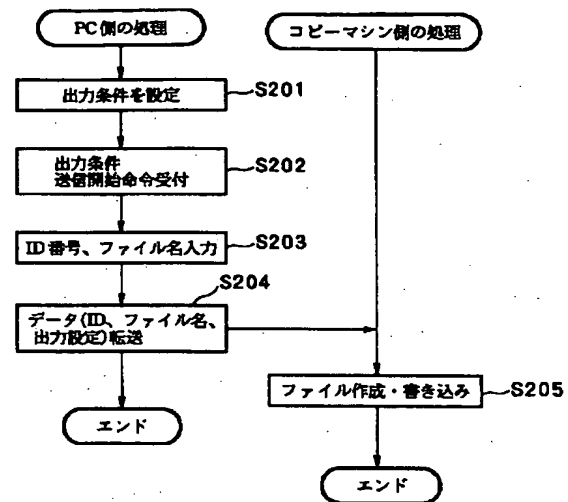 PC側の処理
コピーマシン側の処理
出力条件を設定
S201
出力条件
送信開始命令受付
S202
ID番号、ファイル名入力
S203
S204
データ(ID、ファイル名、
出力設定)転送
ファイル作成・書き込み
S205
エンド
エンド